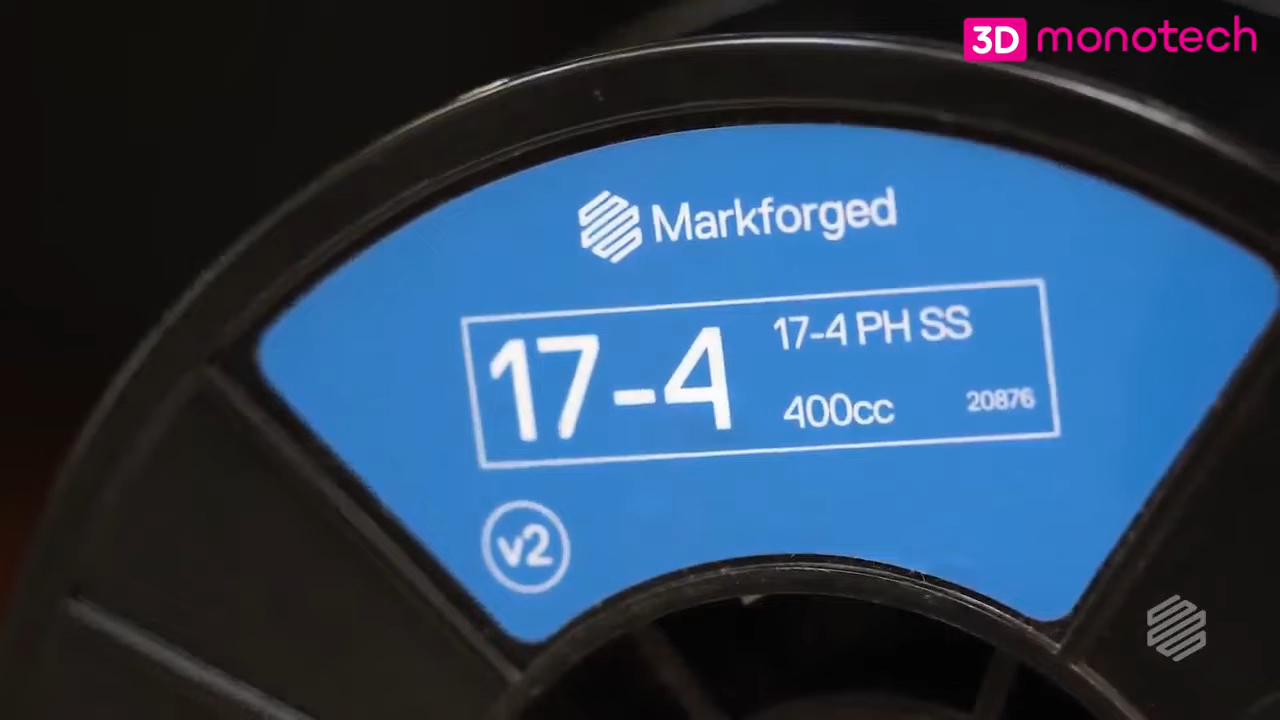 3D monotech
Markforged
17-4
17-4 PH SS
400cc
20876
v2